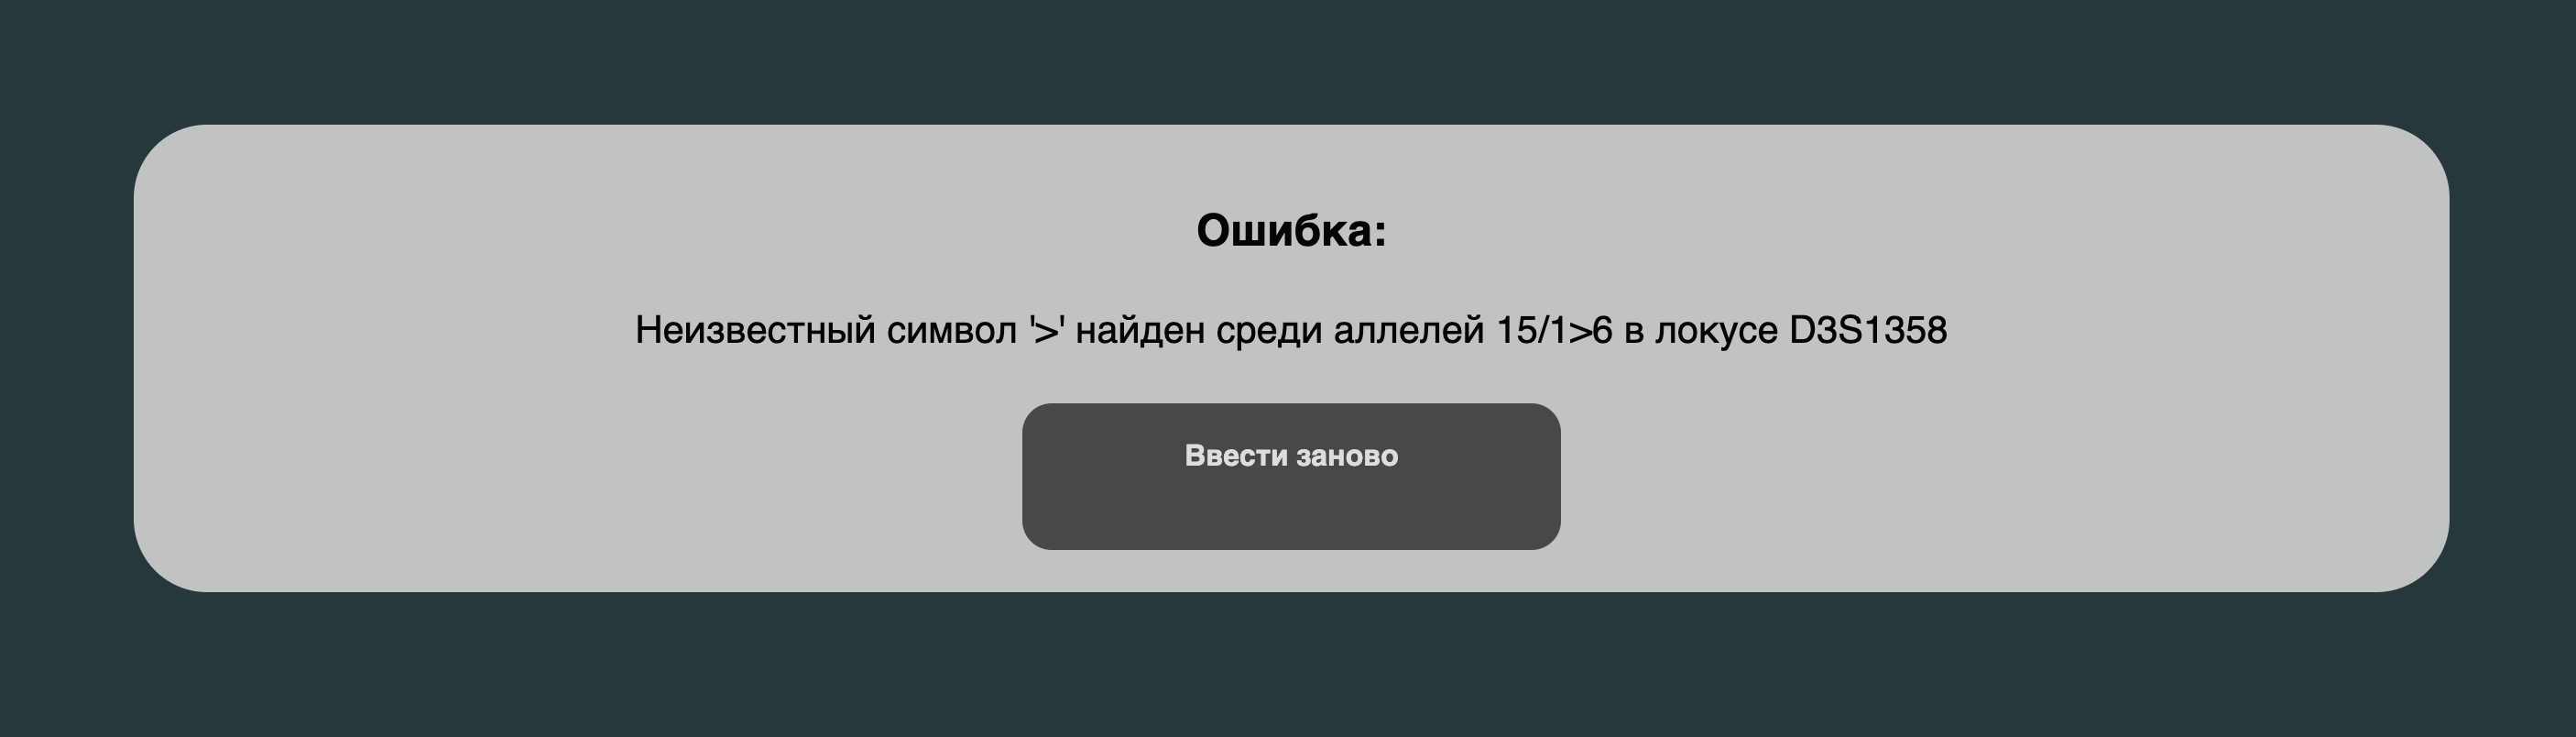 Ошибка:
Неизвестный символ '>' найден среди аллелей 15/1>6 в локусе D3S1358
Ввести заново